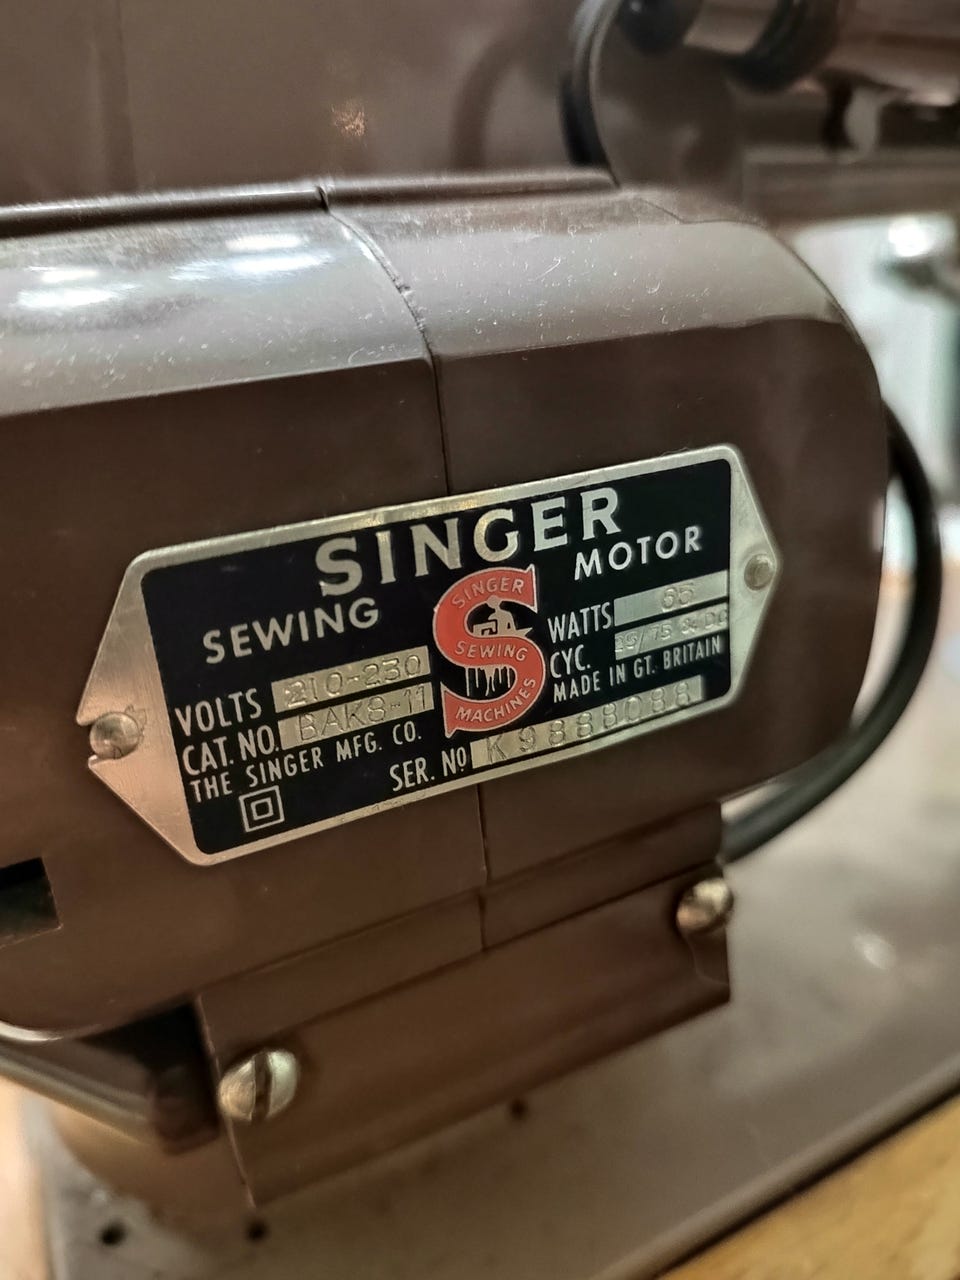 SINGER
SEWING MOTOR
SINGER
SEWING
MACHINES
VOLTS 210-230
CAT. NO. BAK8-11
THE SINGER MFG. CO.
WATTS 65
CYC. 25/75 & DC
MADE IN GT. BRITAIN
SER. Nº K9888088